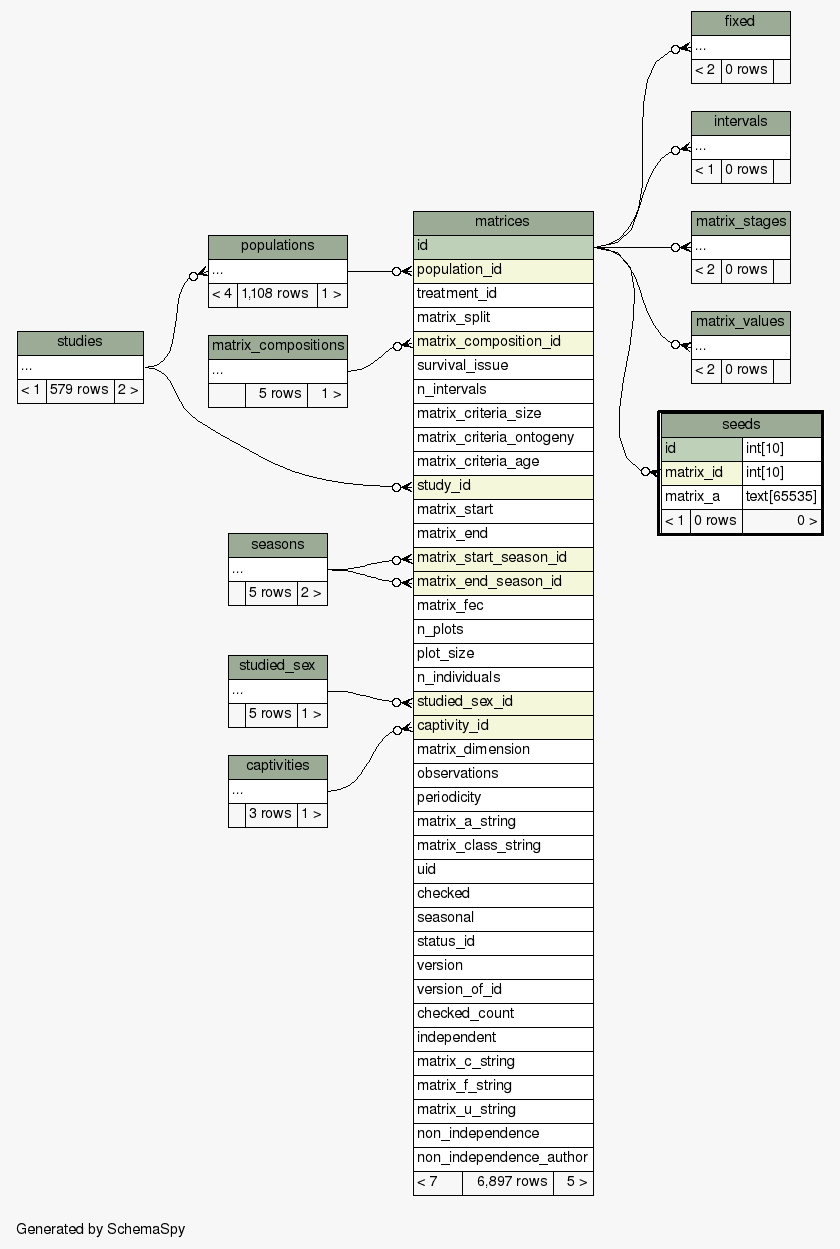 fixed
...
< 2 0 rows
intervals
...
< 1 0 rows
matrix_stages
...
< 2 0 rows
matrix_values
...
< 2 0 rows
seeds
id int[10]
matrix_id int[10]
matrix_a text[65535]
< 1 0 rows 0 >
populations
...
< 4 1,108 rows 1 >
matrix_compositions
...
5 rows 1 >
studies
...
< 1 579 rows 2 >
seasons
...
5 rows 2 >
studied_sex
...
5 rows 1 >
captivities
...
3 rows 1 >
matrices
id
population_id
treatment_id
matrix_split
matrix_composition_id
survival_issue
n_intervals
matrix_criteria_size
matrix_criteria_ontogeny
matrix_criteria_age
study_id
matrix_start
matrix_end
matrix_start_season_id
matrix_end_season_id
matrix_fec
n_plots
plot_size
n_individuals
studied_sex_id
captivity_id
matrix_dimension
observations
periodicity
matrix_a_string
matrix_class_string
uid
checked
seasonal
status_id
version
version_of_id
checked_count
independent
matrix_c_string
matrix_f_string
matrix_u_string
non_independence
non_independence_author
< 7 6,897 rows 5 >
Generated by SchemaSpy